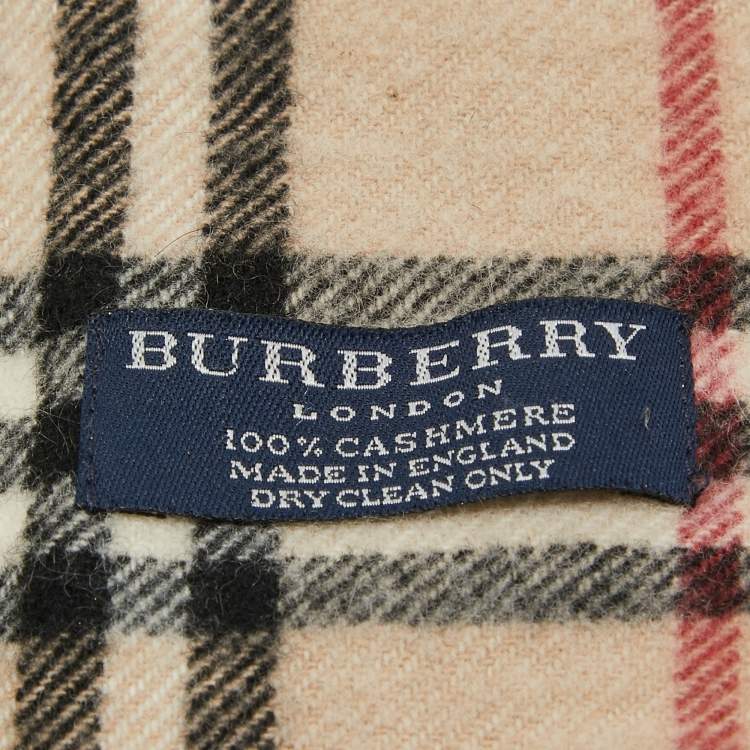 BURBERRY
LONDON
100% CASHMERE
MADE IN ENGLAND
DRY CLEAN ONLY